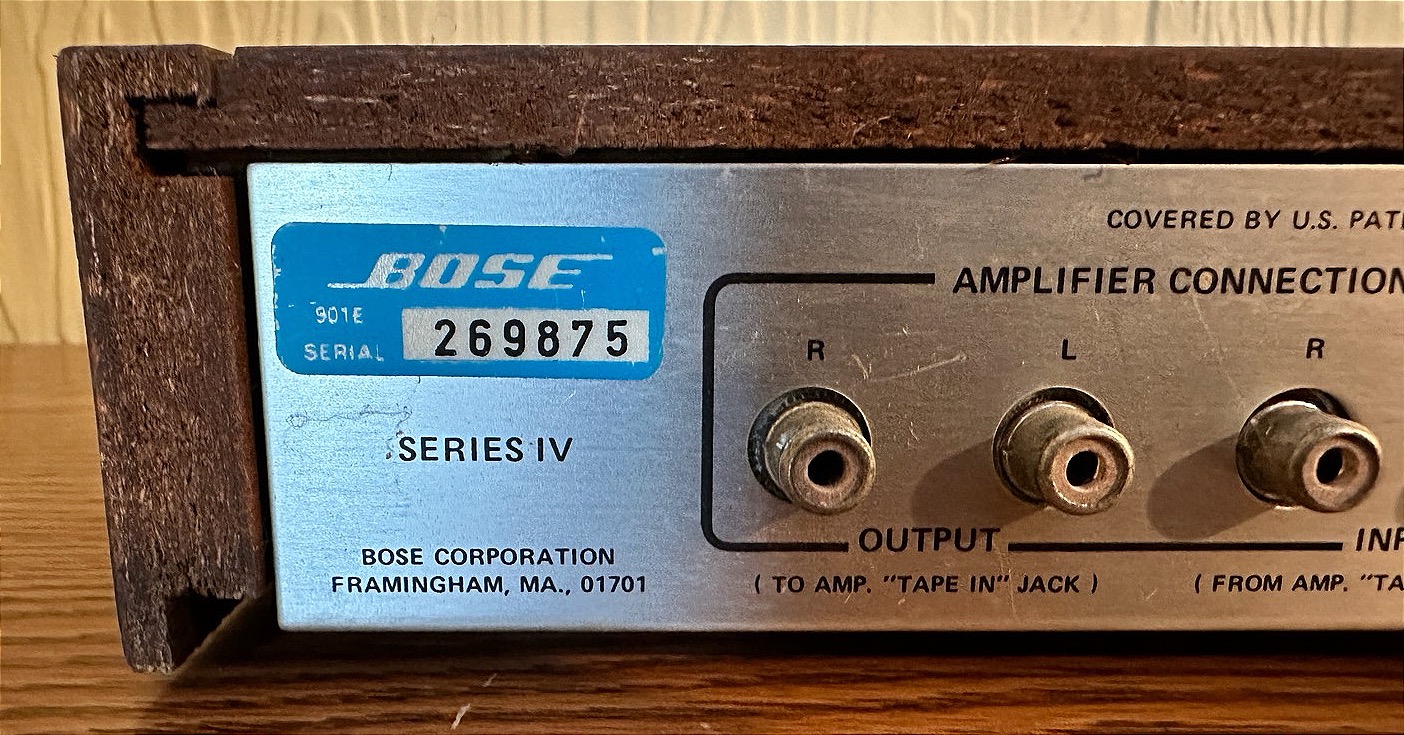 BOSE
901E
SERIAL 269875
SERIES IV
BOSE CORPORATION
FRAMINGHAM, MA., 01701
COVERED BY U.S. PAT
AMPLIFIER CONNECTION
R L R
OUTPUT INP
( TO AMP. "TAPE IN" JACK ) ( FROM AMP. "TA